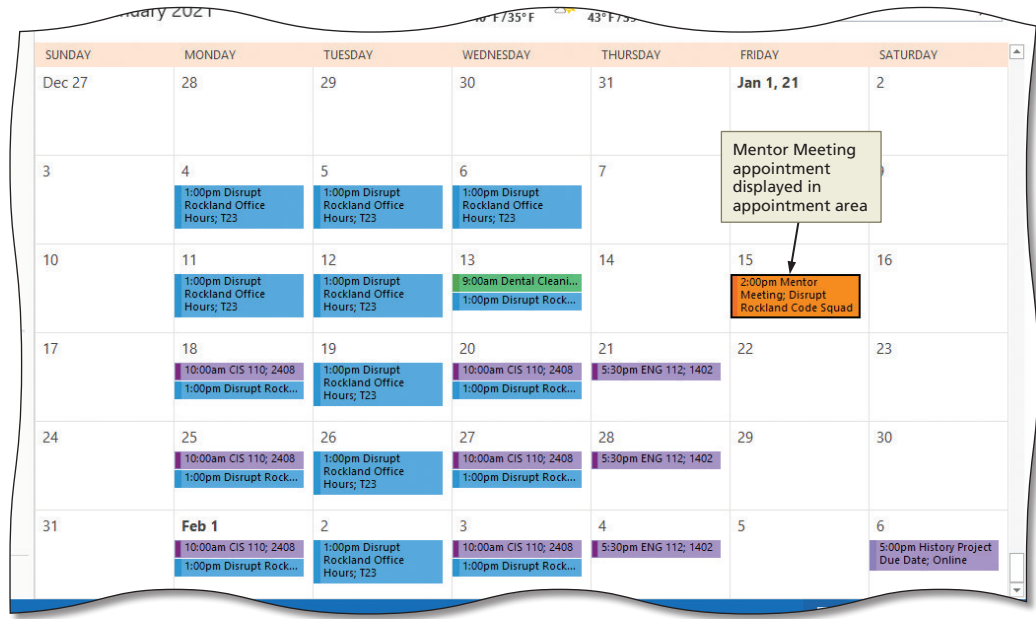 2021
SUNDAY MONDAY TUESDAY WEDNESDAY THURSDAY FRIDAY SATURDAY
Dec 27 28 29 30 31 Jan 1, 21 2
Mentor Meeting
appointment
displayed in
appointment area
3 4 5 6 7
1:00pm Disrupt
Rockland Office
Hours; T23
1:00pm Disrupt
Rockland Office
Hours; T23
1:00pm Disrupt
Rockland Office
Hours; T23
10 11 12 13 14 15 16
1:00pm Disrupt
Rockland Office
Hours; T23
1:00pm Disrupt
Rockland Office
Hours; T23
9:00am Dental Cleani...
1:00pm Disrupt Rock...
2:00pm Mentor
Meeting; Disrupt
Rockland Code Squad
17 18 19 20 21 22 23
10:00am CIS 110; 2408
1:00pm Disrupt Rock...
1:00pm Disrupt
Rockland Office
Hours; T23
10:00am CIS 110; 2408
1:00pm Disrupt Rock...
5:30pm ENG 112; 1402
24 25 26 27 28 29 30
10:00am CIS 110; 2408
1:00pm Disrupt Rock...
1:00pm Disrupt
Rockland Office
Hours; T23
10:00am CIS 110; 2408
1:00pm Disrupt Rock...
5:30pm ENG 112; 1402
31 Feb 1 2 3 4 5 6
10:00am CIS 110; 2408
1:00pm Disrupt Rock...
1:00pm Disrupt
Rockland Office
Hours; T23
10:00am CIS 110; 2408
1:00pm Disrupt Rock...
5:30pm ENG 112; 1402
5:00pm History Project
Due Date; Online